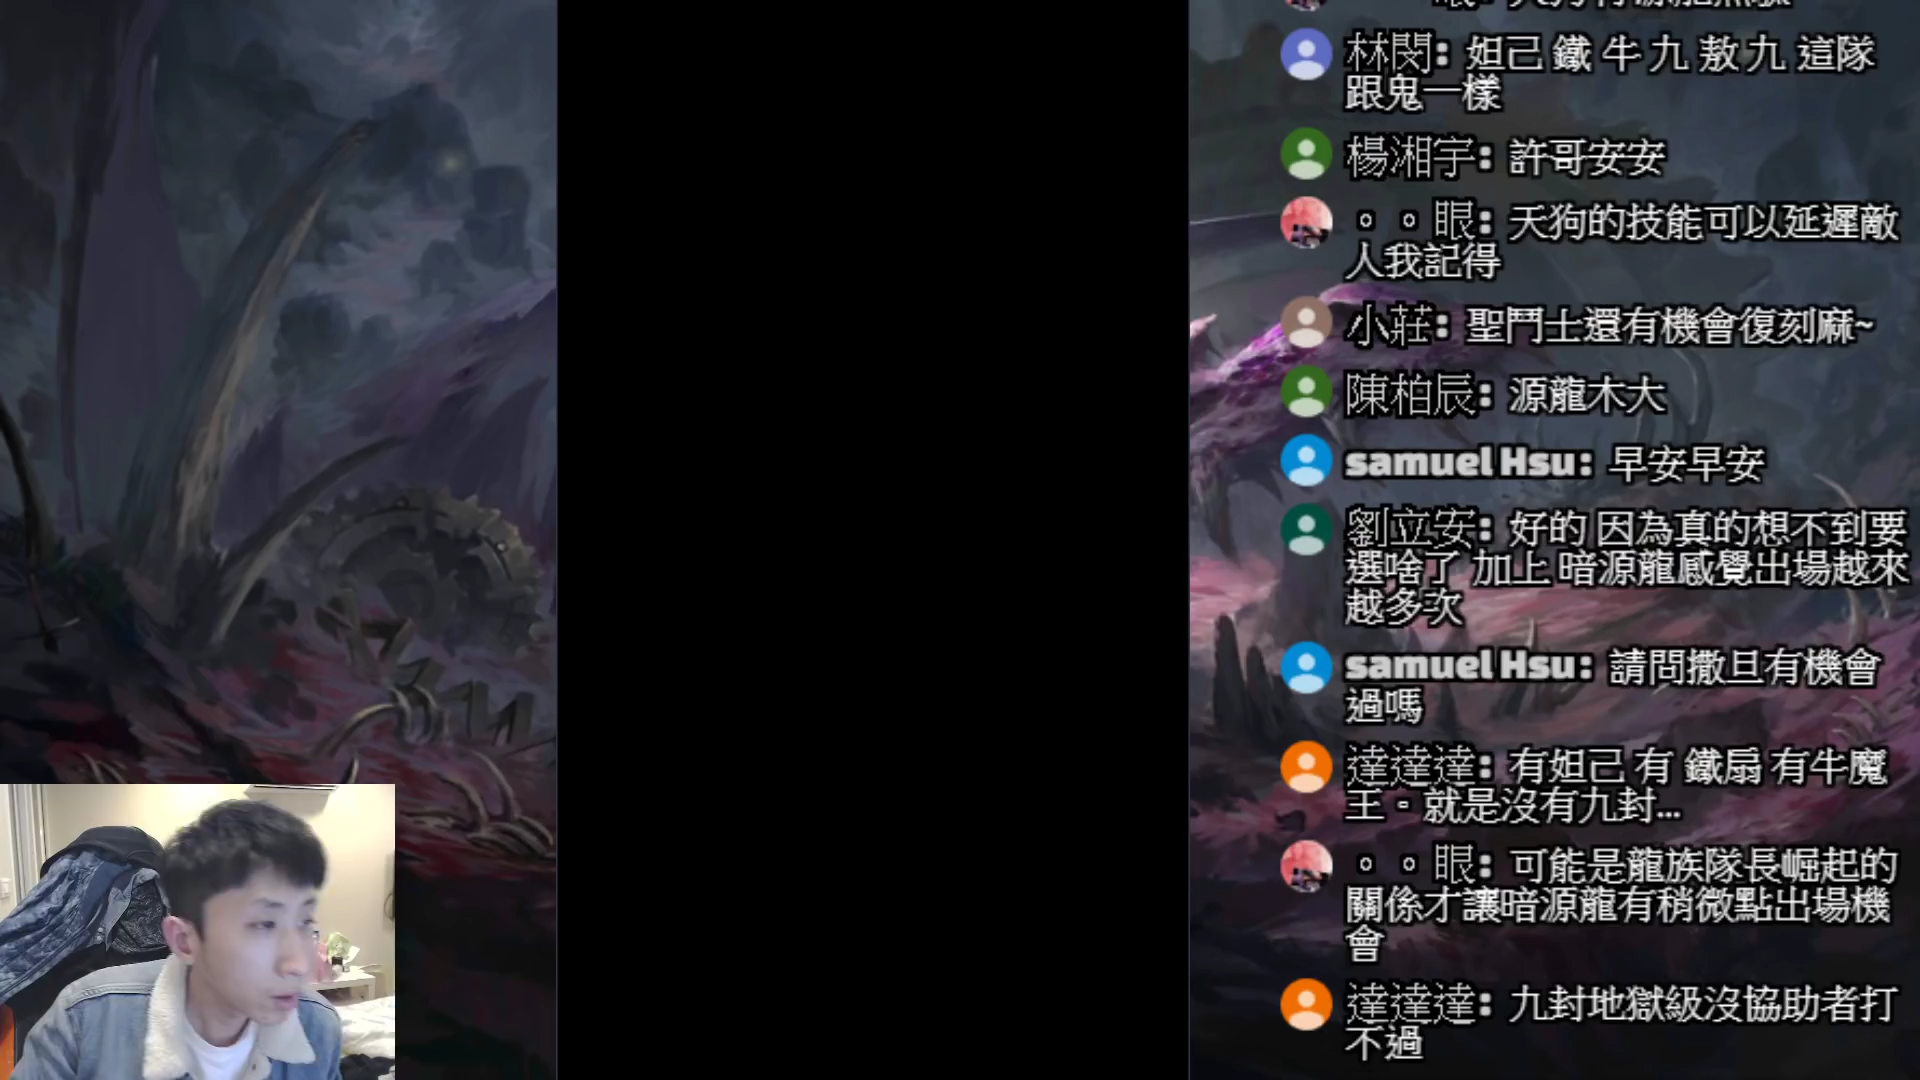 林閔: 妲己 鐵 牛 九 敖 九 這隊
跟鬼一樣
楊湘宇: 許哥安安
。。眼: 天狗的技能可以延遲敵
人我記得
小莊: 聖鬥士還有機會復刻麻~
陳柏辰: 源龍木大
samuel Hsu: 早安早安
劉立安: 好的 因為真的想不到要
選啥了 加上 暗源龍感覺出場越來
越多次
samuel Hsu: 請問撒旦有機會
過嗎
達達達: 有妲己 有 鐵扇 有牛魔
王。就是沒有九封...
。。眼: 可能是龍族隊長崛起的
關係才讓暗源龍有稍微點出場機
會
達達達: 九封地獄級沒協助者打
不過